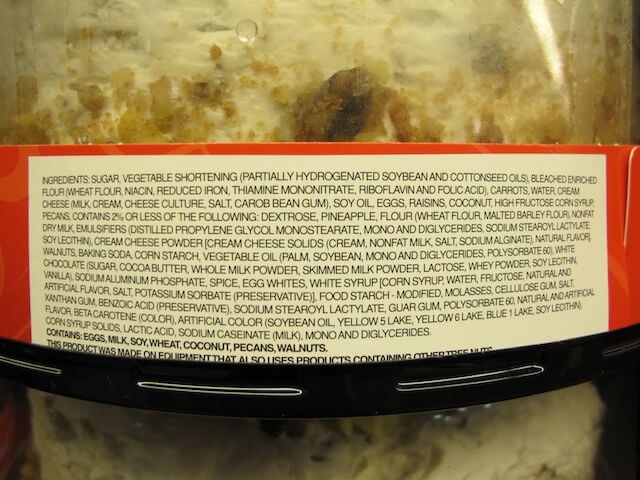 INGREDIENTS: SUGAR, VEGETABLE SHORTENING (PARTIALLY HYDROGENATED SOYBEAN AND COTTONSEED OILS), BLEACHED ENRICHED
FLOUR (WHEAT FLOUR, NIACIN, REDUCED IRON, THIAMINE MONONITRATE, RIBOFLAVIN AND FOLIC ACID), CARROTS, WATER, CREAM
CHEESE (MILK, CREAM, CHEESE CULTURE, SALT, CAROB BEAN GUM), SOY OIL, EGGS, RAISINS, COCONUT, HIGH FRUCTOSE CORN SYRUP,
PECANS, CONTAINS 2% OR LESS OF THE FOLLOWING: DEXTROSE, PINEAPPLE, FLOUR (WHEAT FLOUR, MALTED BARLEY FLOUR), NONFAT
DRY MILK, EMULSIFIERS (DISTILLED PROPYLENE GLYCOL MONOSTEARATE, MONO AND DIGLYCERIDES, SODIUM STEAROYL LACTYLATE,
SOY LECITHIN), CREAM CHEESE POWDER [CREAM CHEESE SOLIDS (CREAM, NONFAT MILK, SALT, SODIUM ALGINATE), NATURAL FLAVOR],
WALNUTS, BAKING SODA, CORN STARCH, VEGETABLE OIL (PALM, SOYBEAN, MONO AND DIGLYCERIDES, POLYSORBATE 60), WHITE
CHOCOLATE (SUGAR, COCOA BUTTER, WHOLE MILK POWDER, SKIMMED MILK POWDER, LACTOSE, WHEY POWDER, SOY LECITHIN,
VANILLA), SODIUM ALUMINUM PHOSPHATE, SPICE, EGG WHITES, WHITE SYRUP [CORN SYRUP, WATER, FRUCTOSE, NATURAL AND
ARTIFICIAL FLAVOR, SALT, POTASSIUM SORBATE (PRESERVATIVE)], FOOD STARCH - MODIFIED, MOLASSES, CELLULOSE GUM, SALT,
XANTHAN GUM, BENZOIC ACID (PRESERVATIVE), SODIUM STEAROYL LACTYLATE, GUAR GUM, POLYSORBATE 60, NATURAL AND ARTIFICIAL
FLAVOR, BETA CAROTENE (COLOR), ARTIFICIAL COLOR (SOYBEAN OIL, YELLOW 5 LAKE, YELLOW 6 LAKE, BLUE 1 LAKE, SOY LECITHIN),
CORN SYRUP SOLIDS, LACTIC ACID, SODIUM CASEINATE (MILK), MONO AND DIGLYCERIDES.
CONTAINS: EGGS, MILK, SOY, WHEAT, COCONUT, PECANS, WALNUTS.
THIS PRODUCT WAS MADE ON EQUIPMENT THAT ALSO USES PRODUCTS CONTAINING OTHER TREE NUTS